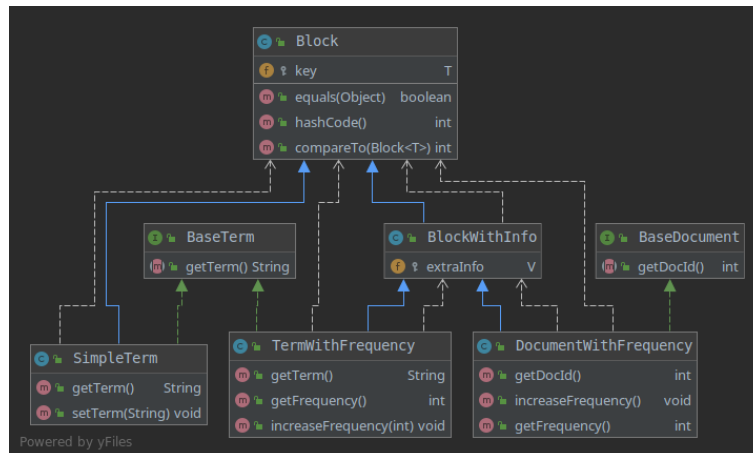 Block
key T
equals(Object) boolean
hashCode() int
compareTo(Block<T>) int
BaseTerm
getTerm() String
BlockWithInfo
extraInfo V
BaseDocument
getDocId() int
SimpleTerm
getTerm() String
setTerm(String) void
TermWithFrequency
getTerm() String
getFrequency() int
increaseFrequency(int) void
DocumentWithFrequency
getDocId() int
increaseFrequency() void
getFrequency() int
Powered by yFiles